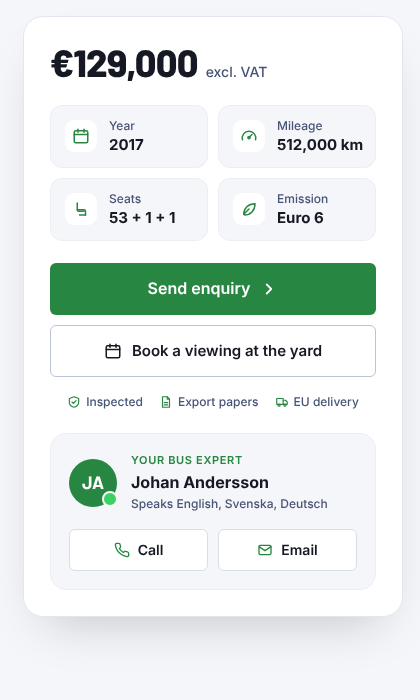 €129,000 excl. VAT
Year
2017
Mileage
512,000 km
Seats
53 + 1 + 1
Emission
Euro 6
Send enquiry
Book a viewing at the yard
Inspected
Export papers
EU delivery
JA
YOUR BUS EXPERT
Johan Andersson
Speaks English, Svenska, Deutsch
Call
Email